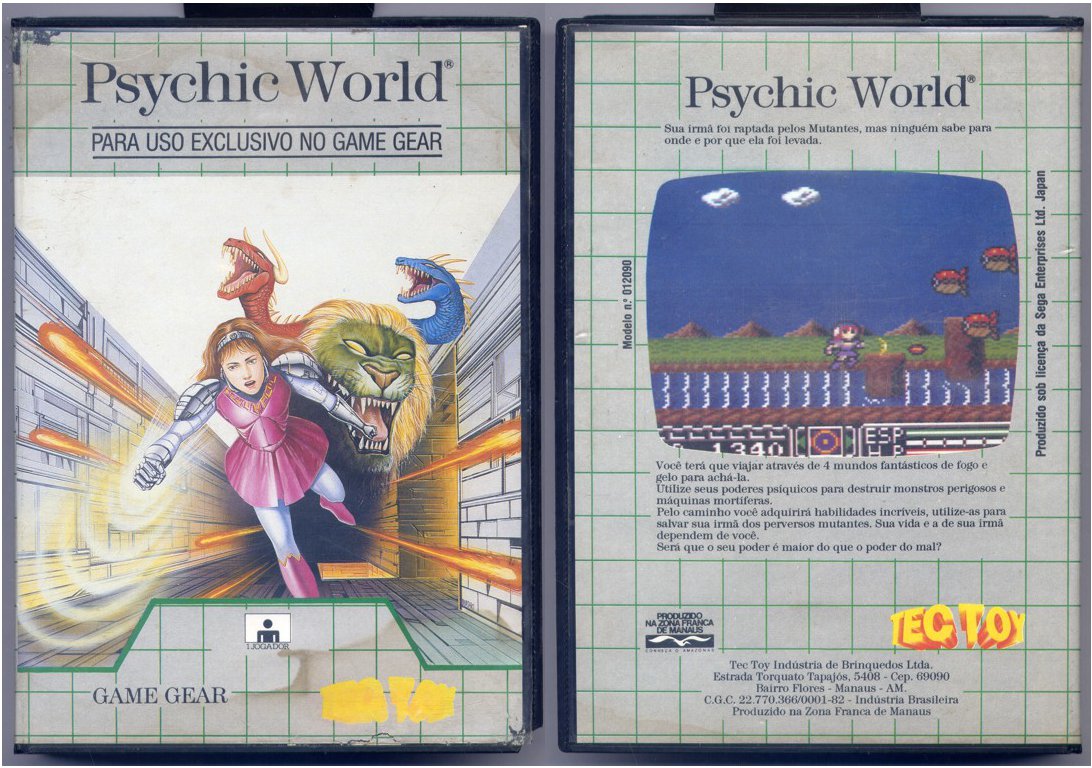 Psychic World®
PARA USO EXCLUSIVO NO GAME GEAR
1 JOGADOR
GAME GEAR
TEC TOY
Psychic World®
Sua irmã foi raptada pelos Mutantes, mas ninguém sabe para
onde e por que ela foi levada.
Modelo n.º 012090
Produzido sob licença da Sega Enterprises Ltd. Japan
1340
ESP
Você terá que viajar através de 4 mundos fantásticos de fogo e
gelo para achá-la.
Utilize seus poderes psíquicos para destruir monstros perigosos e
máquinas mortíferas.
Pelo caminho você adquirirá habilidades incríveis, utilize-as para
salvar sua irmã dos perversos mutantes. Sua vida e a de sua irmã
dependem de você.
Será que o seu poder é maior do que o poder do mal?
PRODUZIDO
NA ZONA FRANCA
DE MANAUS
CONHEÇA O AMAZONAS
TEC TOY
Tec Toy Indústria de Brinquedos Ltda.
Estrada Torquato Tapajós, 5408 - Cep. 69090
Bairro Flores - Manaus - AM.
C.G.C. 22.770.366/0001-82 - Indústria Brasileira
Produzido na Zona Franca de Manaus